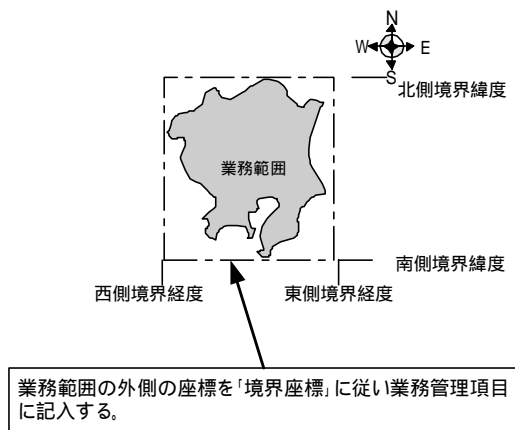 N
W E
S
北側境界緯度
業務範囲
南側境界緯度
西側境界経度 東側境界経度
業務範囲の外側の座標を「境界座標」に従い業務管理項目
に記入する。